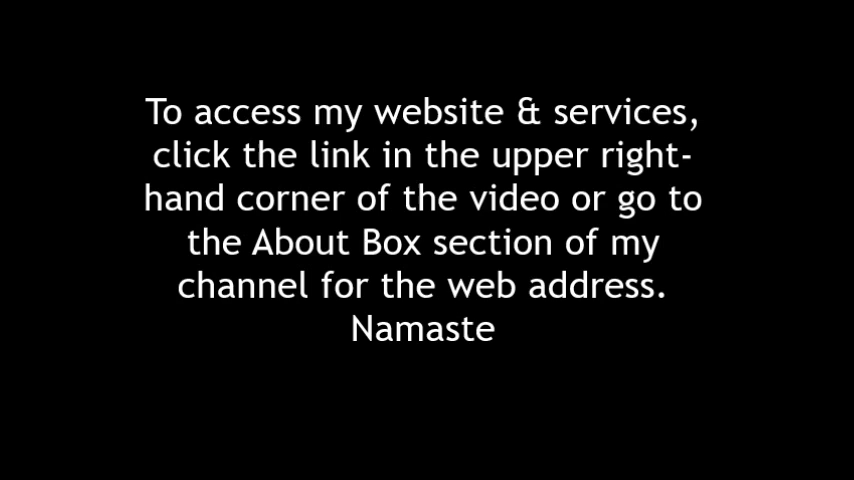 To access my website & services,
click the link in the upper right-
hand corner of the video or go to
the About Box section of my
channel for the web address.
Namaste